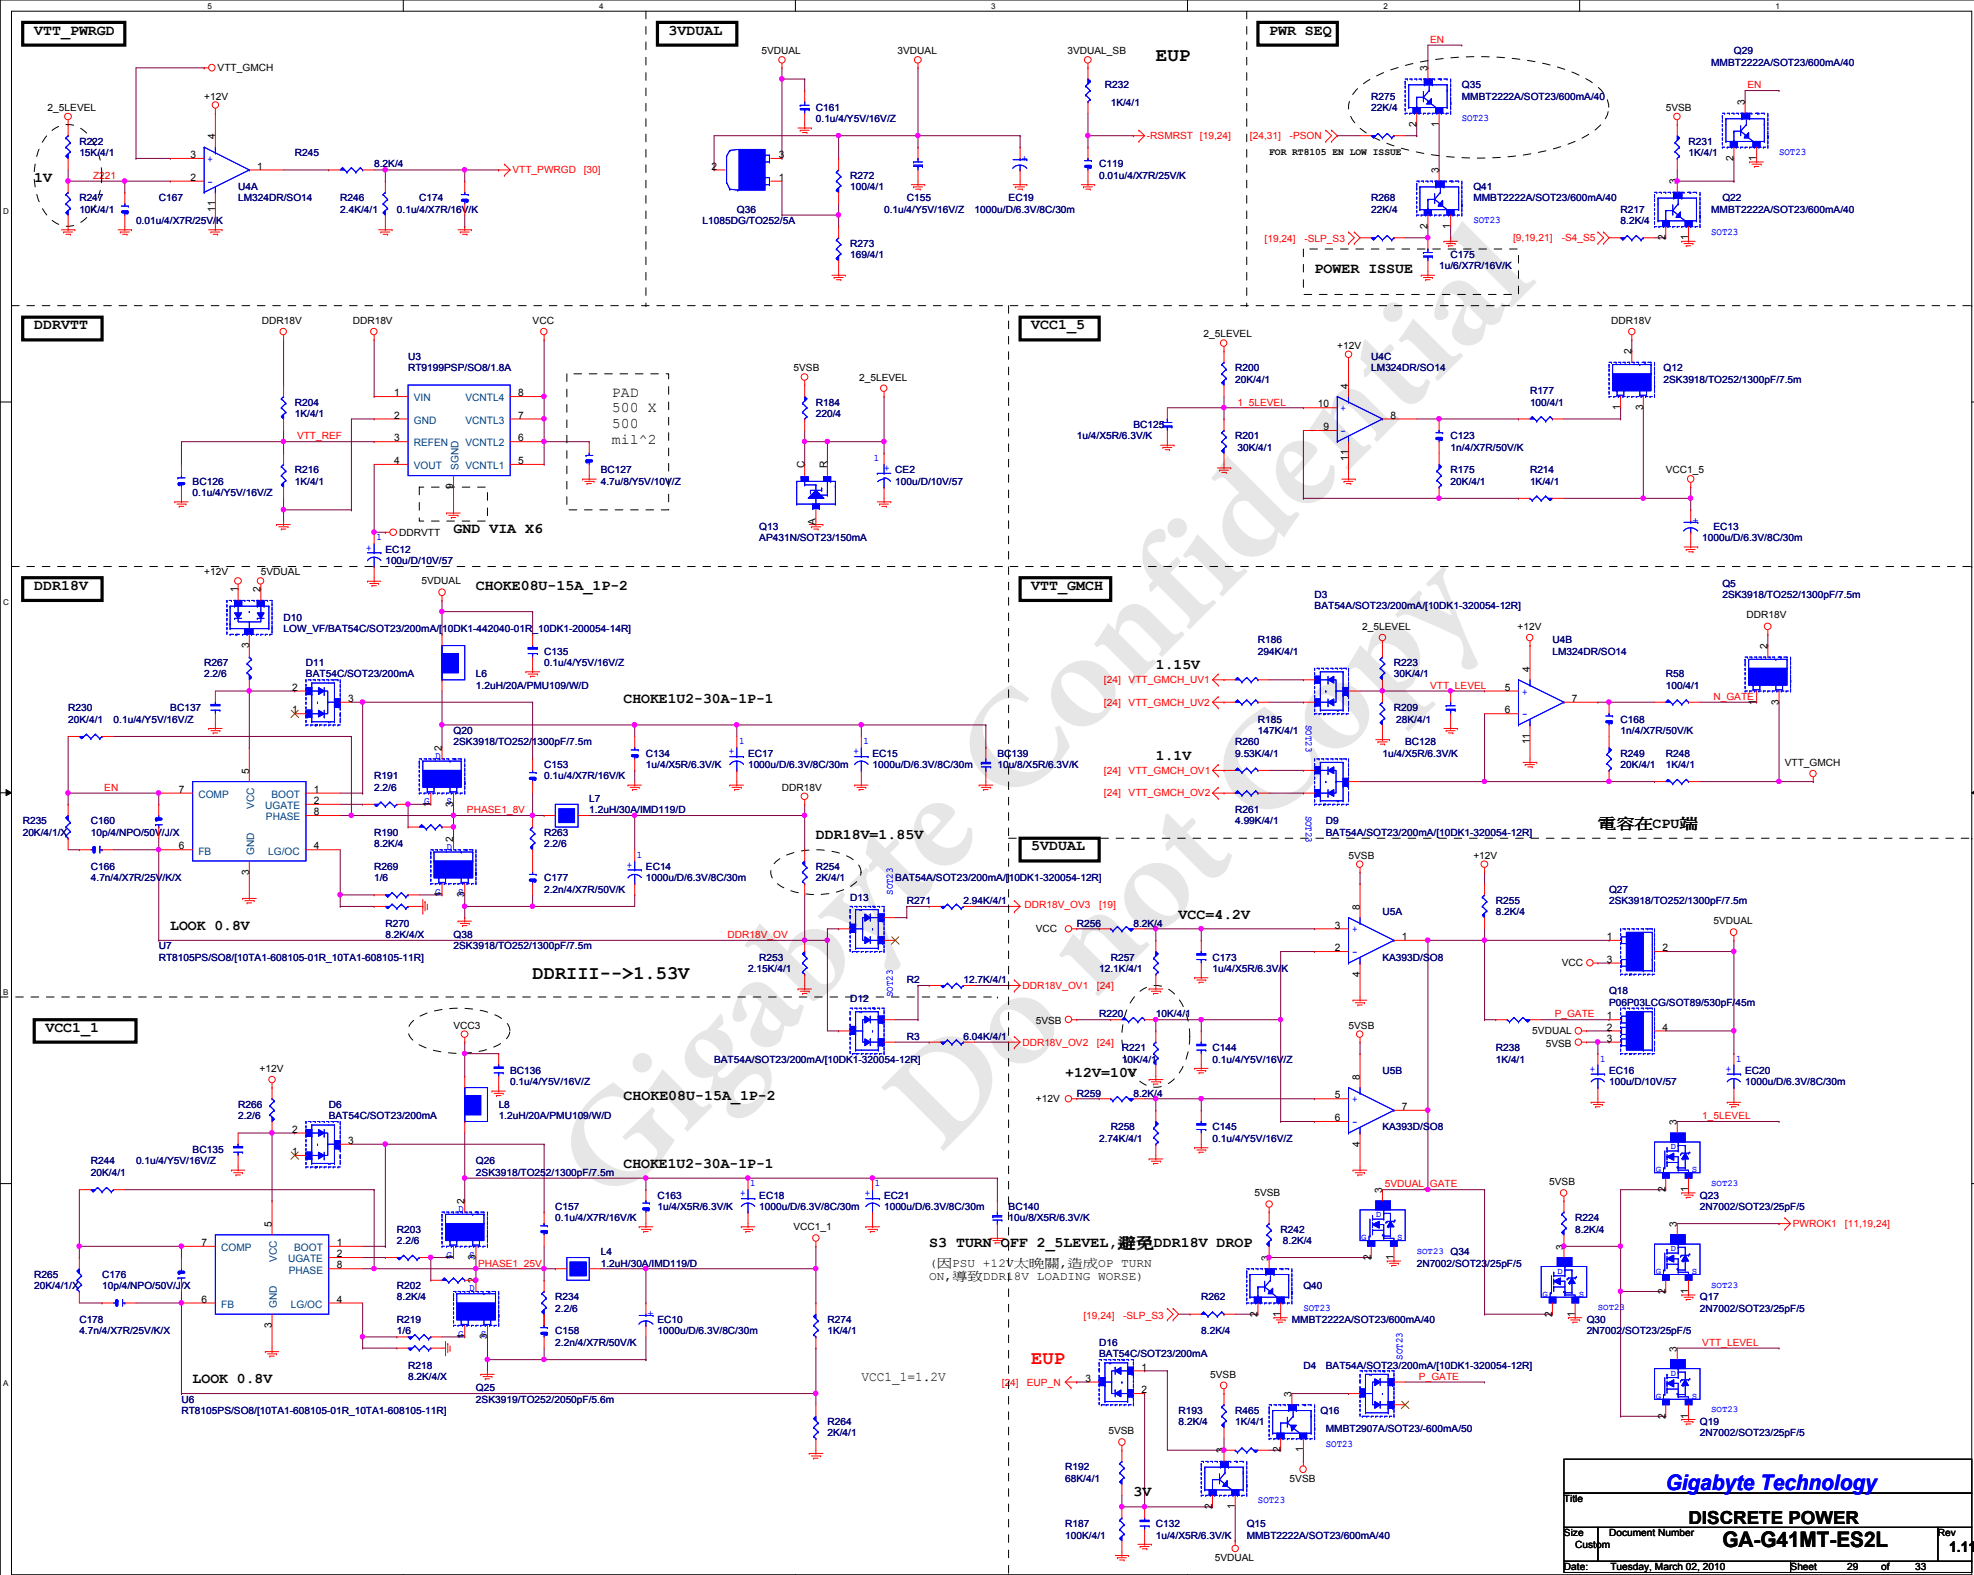 5 4 3 2 1
VTT_PWRGD
VTT_GMCH
+12V
2_5LEVEL
R222
15K/4/1
1V
Z221
R247
10K/4/1
C167
0.01u/4/X7R/25V/K
U4A
LM324DR/SO14
R245
8.2K/4
R246
2.4K/4/1
C174
0.1u/4/X7R/16V/K
VTT_PWRGD [30]
3VDUAL
5VDUAL
3VDUAL
3VDUAL_SB
EUP
C161
0.1u/4/Y5V/16V/Z
R232
1K/4/1
-RSMRST [19,24]
Q36
L1085DG/TO252/5A
R272
100/4/1
R273
169/4/1
C155
0.1u/4/Y5V/16V/Z
EC19
1000u/D/6.3V/8C/30m
C119
0.01u/4/X7R/25V/K
PWR SEQ
EN
Q35
MMBT2222A/SOT23/600mA/40
SOT23
R275
22K/4
[24,31] -PSON
FOR RT8105 EN LOW ISSUE
Q41
MMBT2222A/SOT23/600mA/40
SOT23
R268
22K/4
[19,24] -SLP_S3
C175
1u/6/X7R/16V/K
POWER ISSUE
Q29
MMBT2222A/SOT23/600mA/40
EN
5VSB
R231
1K/4/1
SOT23
Q22
MMBT2222A/SOT23/600mA/40
SOT23
R217
8.2K/4
[9,19,21] -S4_S5
DDRVTT
DDR18V
DDR18V
VCC
U3
RT9199PSP/SO8/1.8A
VIN
GND
REFEN
VOUT
VCNTL4
VCNTL3
VCNTL2
VCNTL1
SGND
R204
1K/4/1
VTT_REF
R216
1K/4/1
BC126
0.1u/4/Y5V/16V/Z
PAD
500 X
500
mil^2
BC127
4.7u/8/Y5V/10V/Z
GND VIA X6
DDRVTT
EC12
100u/D/10V/57
5VSB
R184
220/4
2_5LEVEL
CE2
100u/D/10V/57
Q13
AP431N/SOT23/150mA
VCC1_5
2_5LEVEL
R200
20K/4/1
1_5LEVEL
BC125
1u/4/X5R/6.3V/K
R201
30K/4/1
+12V
U4C
LM324DR/SO14
C123
1n/4/X7R/50V/K
R175
20K/4/1
R177
100/4/1
R214
1K/4/1
DDR18V
Q12
2SK3918/TO252/1300pF/7.5m
VCC1_5
EC13
1000u/D/6.3V/8C/30m
DDR18V
+12V
5VDUAL
D10
LOW_VF/BAT54C/SOT23/200mA/[10DK1-442040-01R_10DK1-200054-14R]
R267
2.2/6
D11
BAT54C/SOT23/200mA
5VDUAL
CHOKE08U-15A_1P-2
C135
0.1u/4/Y5V/16V/Z
L6
1.2uH/20A/PMU109/W/D
BC137
0.1u/4/Y5V/16V/Z
R230
20K/4/1
CHOKE1U2-30A-1P-1
Q20
2SK3918/TO252/1300pF/7.5m
C134
1u/4/X5R/6.3V/K
EC17
1000u/D/6.3V/8C/30m
EC15
1000u/D/6.3V/8C/30m
BC139
10u/8/X5R/6.3V/K
R191
2.2/6
C153
0.1u/4/X7R/16V/K
EN
COMP
VCC
BOOT
UGATE
PHASE
FB
GND
LG/OC
PHASE1_8V
L7
1.2uH/30A/IMD119/D
DDR18V
R235
20K/4/1/X
C160
10p/4/NPO/50V/J/X
C166
4.7n/4/X7R/25V/K/X
R190
8.2K/4
R269
1/6
R263
2.2/6
C177
2.2n/4/X7R/50V/K
EC14
1000u/D/6.3V/8C/30m
DDR18V=1.85V
R254
2K/4/1
BAT54A/SOT23/200mA/[10DK1-320054-12R]
SOT23
D13
R271
2.94K/4/1
DDR18V_OV3 [19]
LOOK 0.8V
R270
8.2K/4/X
Q38
2SK3918/TO252/1300pF/7.5m
U7
RT8105PS/SO8/[10TA1-608105-01R_10TA1-608105-11R]
DDR18V_OV
R253
2.15K/4/1
DDRIII-->1.53V
SOT23
R2
12.7K/4/1
DDR18V_OV1 [24]
D12
R3
6.04K/4/1
DDR18V_OV2 [24]
BAT54A/SOT23/200mA/[10DK1-320054-12R]
VTT_GMCH
D3
BAT54A/SOT23/200mA/[10DK1-320054-12R]
Q5
2SK3918/TO252/1300pF/7.5m
DDR18V
R186
294K/4/1
1.15V
[24] VTT_GMCH_UV1
[24] VTT_GMCH_UV2
R185
147K/4/1
2_5LEVEL
R223
30K/4/1
VTT_LEVEL
R209
28K/4/1
BC128
1u/4/X5R/6.3V/K
+12V
U4B
LM324DR/SO14
R58
100/4/1
N_GATE
C168
1n/4/X7R/50V/K
R249
20K/4/1
R248
1K/4/1
VTT_GMCH
SOT23
R260
9.53K/4/1
1.1V
[24] VTT_GMCH_OV1
[24] VTT_GMCH_OV2
R261
4.99K/4/1
SOT23
D9
BAT54A/SOT23/200mA/[10DK1-320054-12R]
電容在CPU端
5VDUAL
5VSB
+12V
VCC=4.2V
VCC
R256
8.2K/4
R257
12.1K/4/1
C173
1u/4/X5R/6.3V/K
U5A
KA393D/SO8
R255
8.2K/4
Q27
2SK3918/TO252/1300pF/7.5m
5VDUAL
VCC
Q18
P06P03LCG/SOT89/530pF/45m
P_GATE
5VDUAL
5VSB
R238
1K/4/1
EC16
100u/D/10V/57
EC20
1000u/D/6.3V/8C/30m
5VSB
R220
10K/4/1
R221
10K/4/1
C144
0.1u/4/Y5V/16V/Z
5VSB
U5B
KA393D/SO8
+12V=10V
+12V
R259
8.2K/4
R258
2.74K/4/1
C145
0.1u/4/Y5V/16V/Z
1_5LEVEL
Q23
2N7002/SOT23/25pF/5
5VDUAL_GATE
SOT23
Q34
2N7002/SOT23/25pF/5
5VSB
R242
8.2K/4
5VSB
R224
8.2K/4
PWROK1 [11,19,24]
SOT23
Q17
2N7002/SOT23/25pF/5
SOT23
Q30
2N7002/SOT23/25pF/5
VTT_LEVEL
SOT23
Q19
2N7002/SOT23/25pF/5
S3 TURN OFF 2_5LEVEL,避免DDR18V DROP
(因PSU +12V太晚關,造成OP TURN
ON,導致DDR18V LOADING WORSE)
Q40
SOT23
MMBT2222A/SOT23/600mA/40
[19,24] -SLP_S3
R262
8.2K/4
EUP
[24] EUP_N
D16
BAT54C/SOT23/200mA
D4 BAT54A/SOT23/200mA/[10DK1-320054-12R]
SOT23
P_GATE
5VSB
R193
8.2K/4
R465
1K/4/1
Q16
MMBT2907A/SOT23/-600mA/50
SOT23
5VSB
5VSB
R192
68K/4/1
3V
R187
100K/4/1
C132
1u/4/X5R/6.3V/K
SOT23
Q15
MMBT2222A/SOT23/600mA/40
5VDUAL
VCC1_1
VCC3
BC136
0.1u/4/Y5V/16V/Z
L8
1.2uH/20A/PMU109/W/D
CHOKE08U-15A_1P-2
+12V
R266
2.2/6
D6
BAT54C/SOT23/200mA
BC135
0.1u/4/Y5V/16V/Z
R244
20K/4/1
Q26
2SK3918/TO252/1300pF/7.5m
CHOKE1U2-30A-1P-1
C163
1u/4/X5R/6.3V/K
EC18
1000u/D/6.3V/8C/30m
EC21
1000u/D/6.3V/8C/30m
BC140
10u/8/X5R/6.3V/K
R203
2.2/6
C157
0.1u/4/X7R/16V/K
VCC1_1
COMP
VCC
BOOT
UGATE
PHASE
FB
GND
LG/OC
PHASE1_25V
L4
1.2uH/30A/IMD119/D
R265
20K/4/1/X
C176
10p/4/NPO/50V/J/X
C178
4.7n/4/X7R/25V/K/X
R202
8.2K/4
R219
1/6
R218
8.2K/4/X
R234
2.2/6
C158
2.2n/4/X7R/50V/K
EC10
1000u/D/6.3V/8C/30m
R274
1K/4/1
LOOK 0.8V
Q25
2SK3919/TO252/2050pF/5.6m
U6
RT8105PS/SO8/[10TA1-608105-01R_10TA1-608105-11R]
VCC1_1=1.2V
R264
2K/4/1
Gigabyte Confidential
Do not Copy
Gigabyte Technology
Title
DISCRETE POWER
Size
Custom
Document Number
GA-G41MT-ES2L
Rev
1.11
Date: Tuesday, March 02, 2010 Sheet 29 of 33